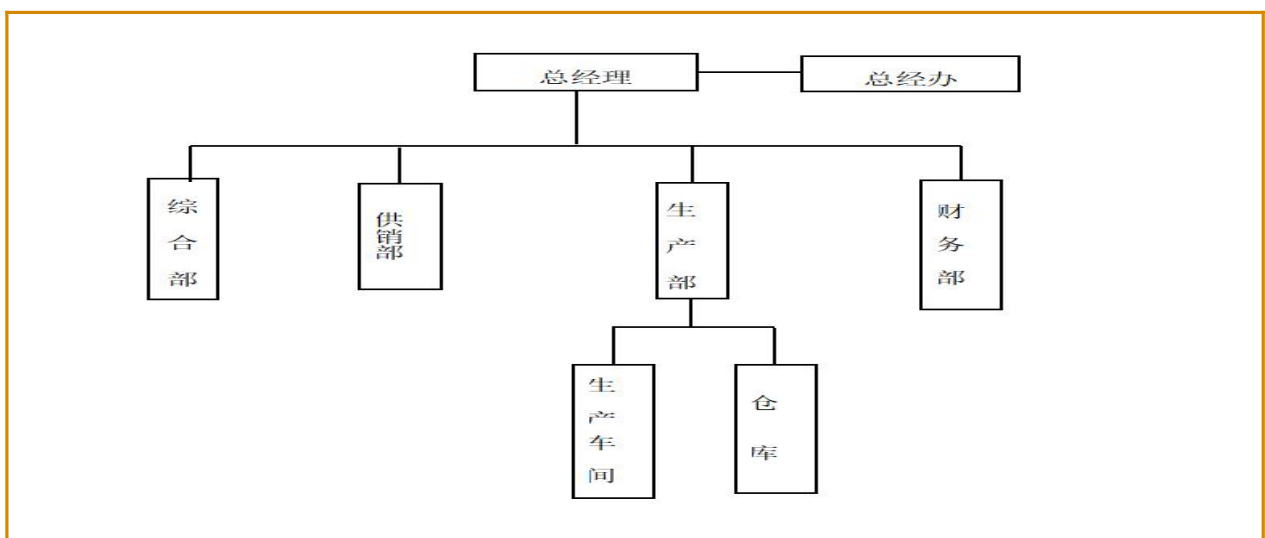 总经理
总经办
综合部
供销部
生产部
财务部
生产车间
仓库